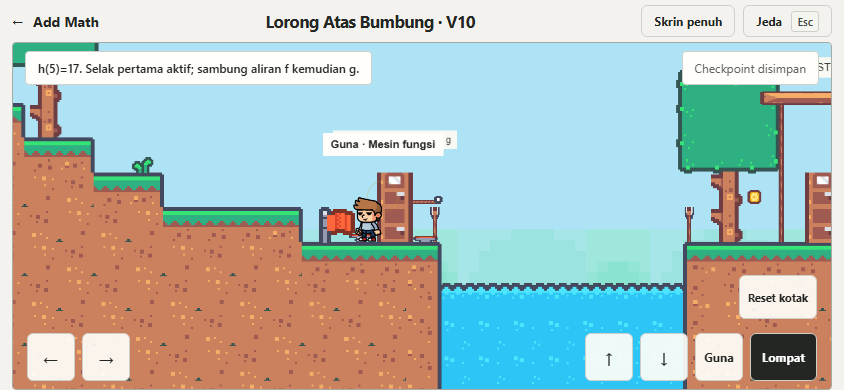 ← Add Math
Lorong Atas Bumbung · V10
Skrin penuh
Jeda Esc
h(5)=17. Selak pertama aktif; sambung aliran f kemudian g.
Checkpoint disimpan
ST
Guna · Mesin fungsi
g
Reset kotak
← → ↑ ↓ Guna Lompat